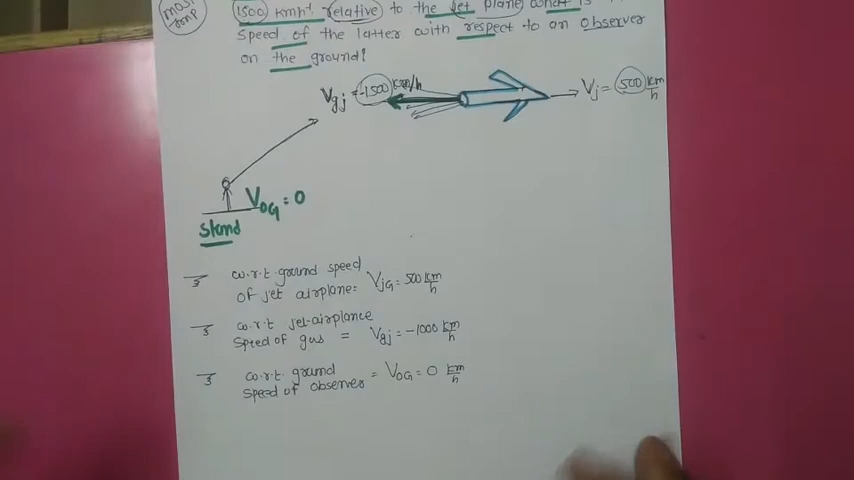 most
Imp
1500 kmh⁻¹ relative to the Jet plane, what is
Speed of the latter with respect to an observer
on the ground?
Vgj = -1500 km/h
Vj = 500 km/h
VOG = 0
Stand
w.r.t. ground speed
of jet airplane = VjG = 500 km/h
w.r.t. jet-airplance
Speed of gas = Vgj = -1000 km/h
w.r.t. ground
Speed of observer = VOG = 0 km/h